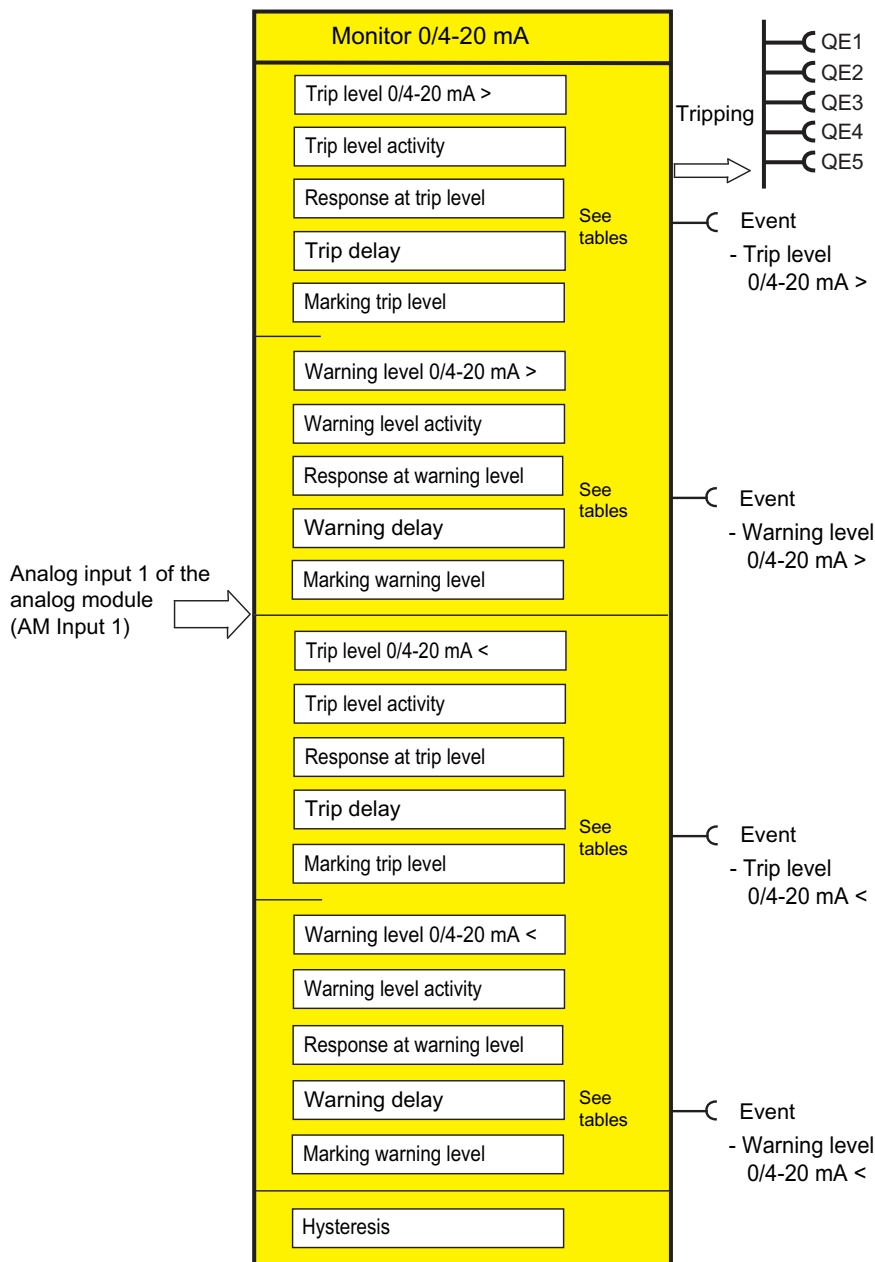 Monitor 0/4-20 mA
Trip level 0/4-20 mA >
Trip level activity
Response at trip level
Trip delay
Marking trip level
See
tables
Tripping
QE1
QE2
QE3
QE4
QE5
Event
- Trip level
0/4-20 mA >
Warning level 0/4-20 mA >
Warning level activity
Response at warning level
Warning delay
Marking warning level
See
tables
Event
- Warning level
0/4-20 mA >
Analog input 1 of the
analog module
(AM Input 1)
Trip level 0/4-20 mA <
Trip level activity
Response at trip level
Trip delay
Marking trip level
See
tables
Event
- Trip level
0/4-20 mA <
Warning level 0/4-20 mA <
Warning level activity
Response at warning level
Warning delay
Marking warning level
See
tables
Event
- Warning level
0/4-20 mA <
Hysteresis